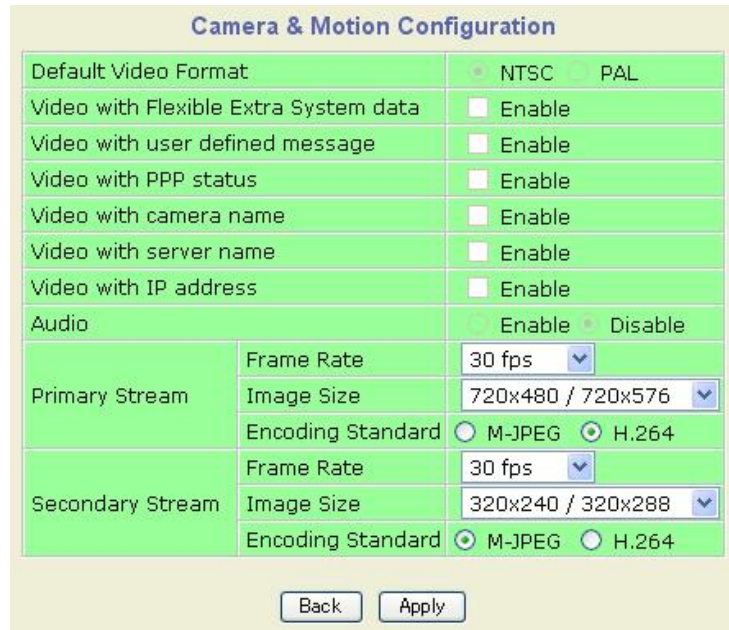 Camera & Motion Configuration
Default Video Format NTSC PAL
Video with Flexible Extra System data Enable
Video with user defined message Enable
Video with PPP status Enable
Video with camera name Enable
Video with server name Enable
Video with IP address Enable
Audio Enable Disable
Primary Stream
Frame Rate 30 fps
Image Size 720x480 / 720x576
Encoding Standard M-JPEG H.264
Secondary Stream
Frame Rate 30 fps
Image Size 320x240 / 320x288
Encoding Standard M-JPEG H.264
Back Apply